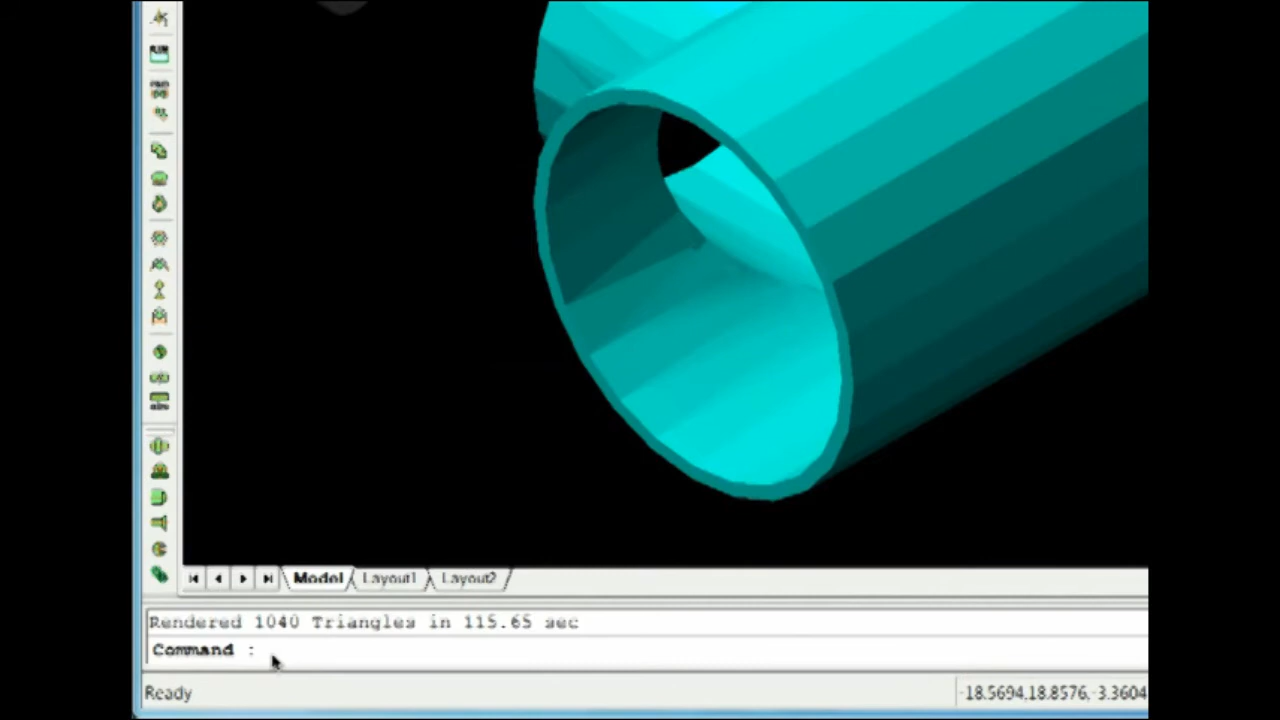 Model
Layout1
Layout2
Rendered 1040 Triangles in 115.65 sec
Command :
Ready
-18.5694,18.8576,-3.3604